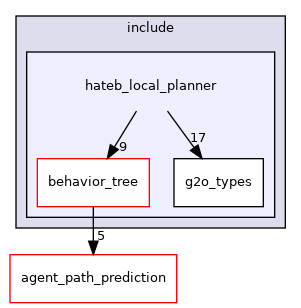 include
hateb_local_planner
9
17
behavior_tree
g2o_types
5
agent_path_prediction